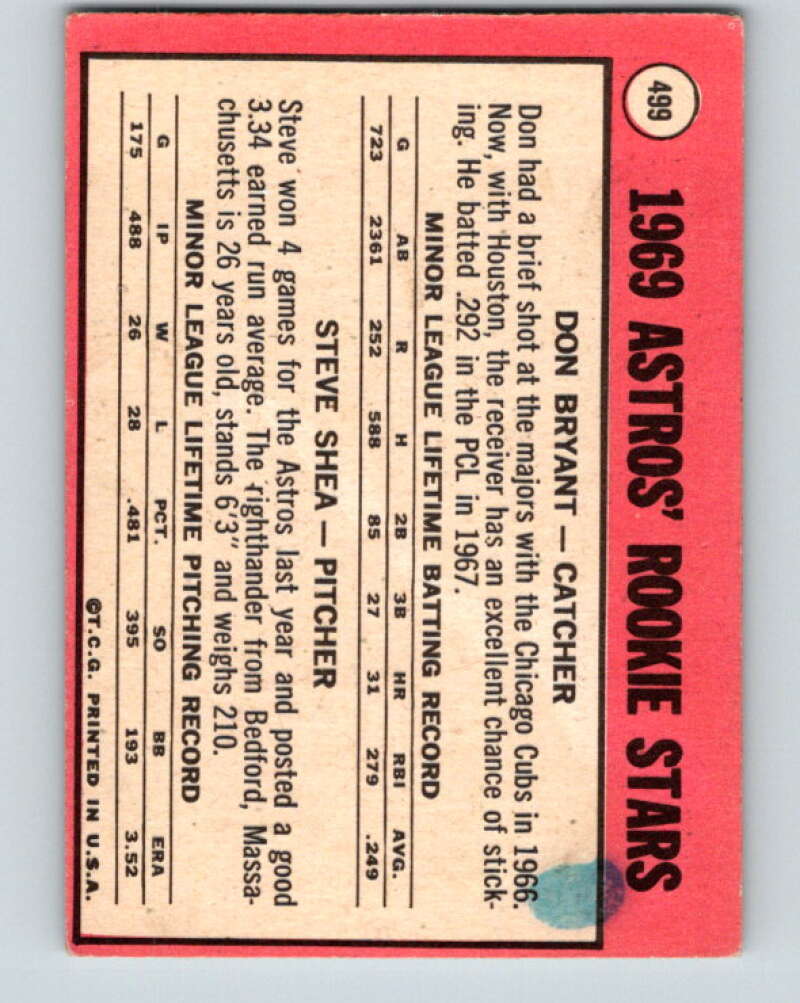 499
1969 ASTROS' ROOKIE STARS
DON BRYANT — CATCHER
Don had a brief shot at the majors with the Chicago Cubs in 1966.
Now, with Houston, the receiver has an excellent chance of stick-
ing. He batted .292 in the PCL in 1967.
MINOR LEAGUE LIFETIME BATTING RECORD
G AB R H 2B 3B HR RBI AVG.
723 2361 252 588 85 27 31 279 .249
STEVE SHEA — PITCHER
Steve won 4 games for the Astros last year and posted a good
3.34 earned run average. The righthander from Bedford, Massa-
chusetts is 26 years old, stands 6'3" and weighs 210.
MINOR LEAGUE LIFETIME PITCHING RECORD
G IP W L PCT. SO BB ERA
175 488 26 28 .481 395 193 3.52
©T.C.G. PRINTED IN U.S.A.